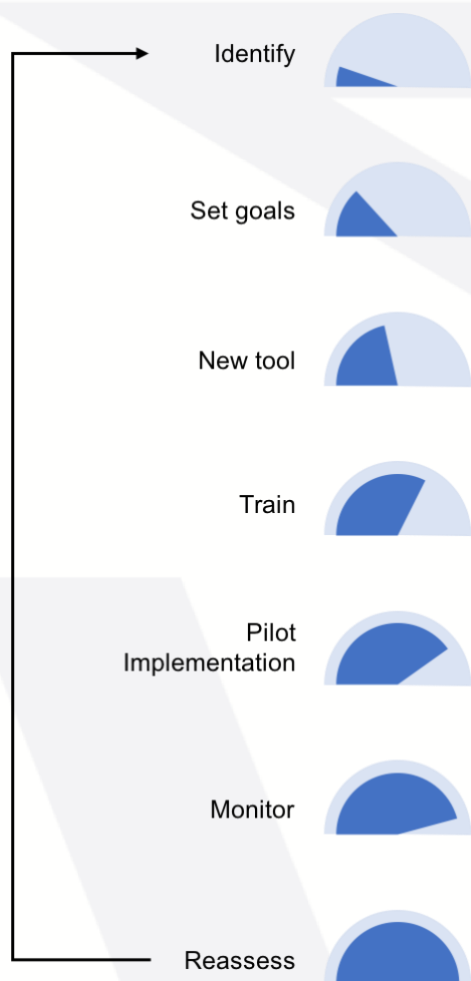 Identify
Set goals
New tool
Train
Pilot
Implementation
Monitor
Reassess